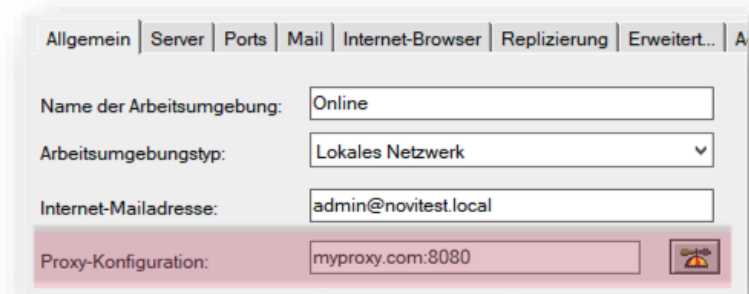 Allgemein Server Ports Mail Internet-Browser Replizierung Erweitert... A
Name der Arbeitsumgebung: Online
Arbeitsumgebungstyp: Lokales Netzwerk
Internet-Mailadresse: admin@novitest.local
Proxy-Konfiguration: myproxy.com:8080